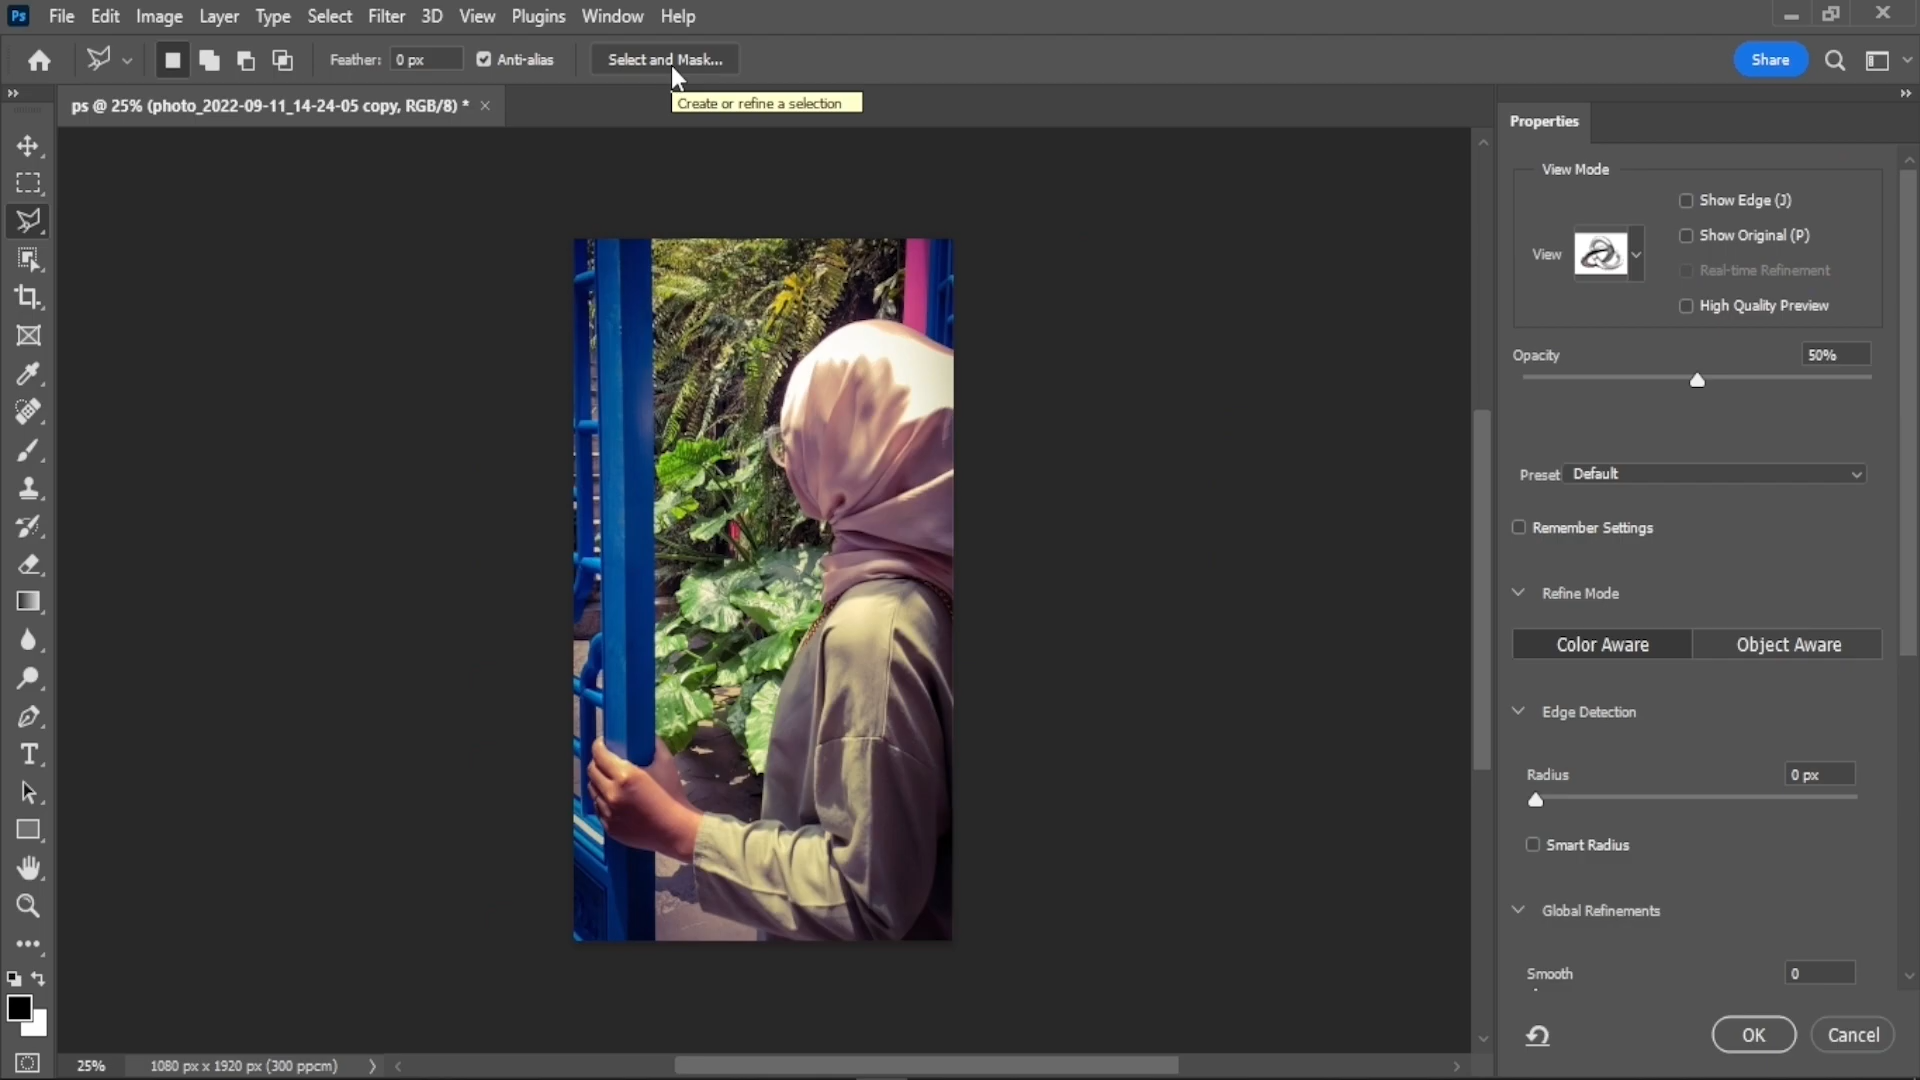 Ps File Edit Image Layer Type Select Filter 3D View Plugins Window Help
Feather: 0 px Anti-alias Select and Mask... Share
Create or refine a selection
ps @ 25% (photo_2022-09-11_14-24-05 copy, RGB/8) *
Properties
View Mode
Show Edge (J)
Show Original (P)
View
Real-time Refinement
High Quality Preview
Opacity 50%
Preset Default
Remember Settings
Refine Mode
Color Aware Object Aware
Edge Detection
Radius 0 px
Smart Radius
Global Refinements
Smooth 0
OK Cancel
T
25% 1080 px x 1920 px (300 ppcm)